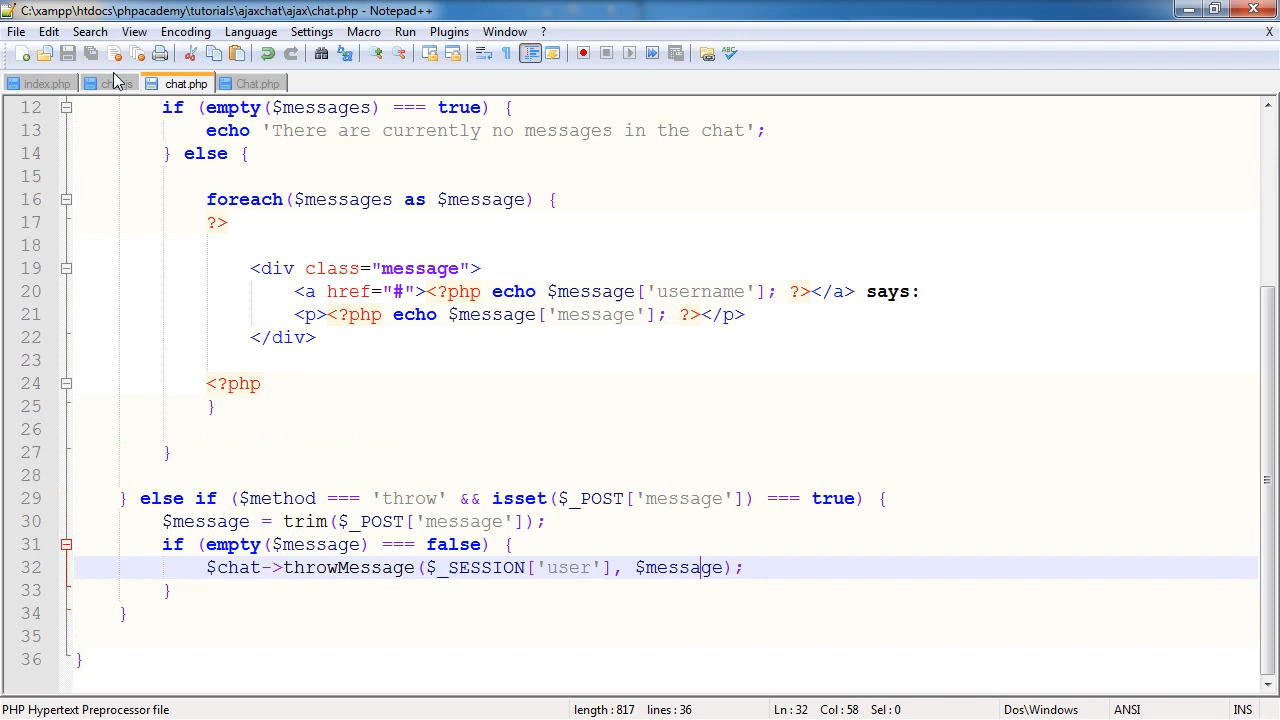 C:\xampp\htdocs\phpacademy\tutorials\ajaxchat\ajax\chat.php - Notepad++
File Edit Search View Encoding Language Settings Macro Run Plugins Window ? X
index.php chat.js chat.php Chat.php
12 if (empty($messages) === true) {
13 echo 'There are currently no messages in the chat';
14 } else {
15
16 foreach($messages as $message) {
17 ?>
18
19 <div class="message">
20 <a href="#"><?php echo $message['username']; ?></a> says:
21 <p><?php echo $message['message']; ?></p>
22 </div>
23
24 <?php
25 }
26
27 }
28
29 } else if ($method === 'throw' && isset($_POST['message']) === true) {
30 $message = trim($_POST['message']);
31 if (empty($message) === false) {
32 $chat->throwMessage($_SESSION['user'], $message);
33 }
34 }
35
36 }
PHP Hypertext Preprocessor file length : 817 lines : 36 Ln : 32 Col : 58 Sel : 0 Dos\Windows ANSI INS